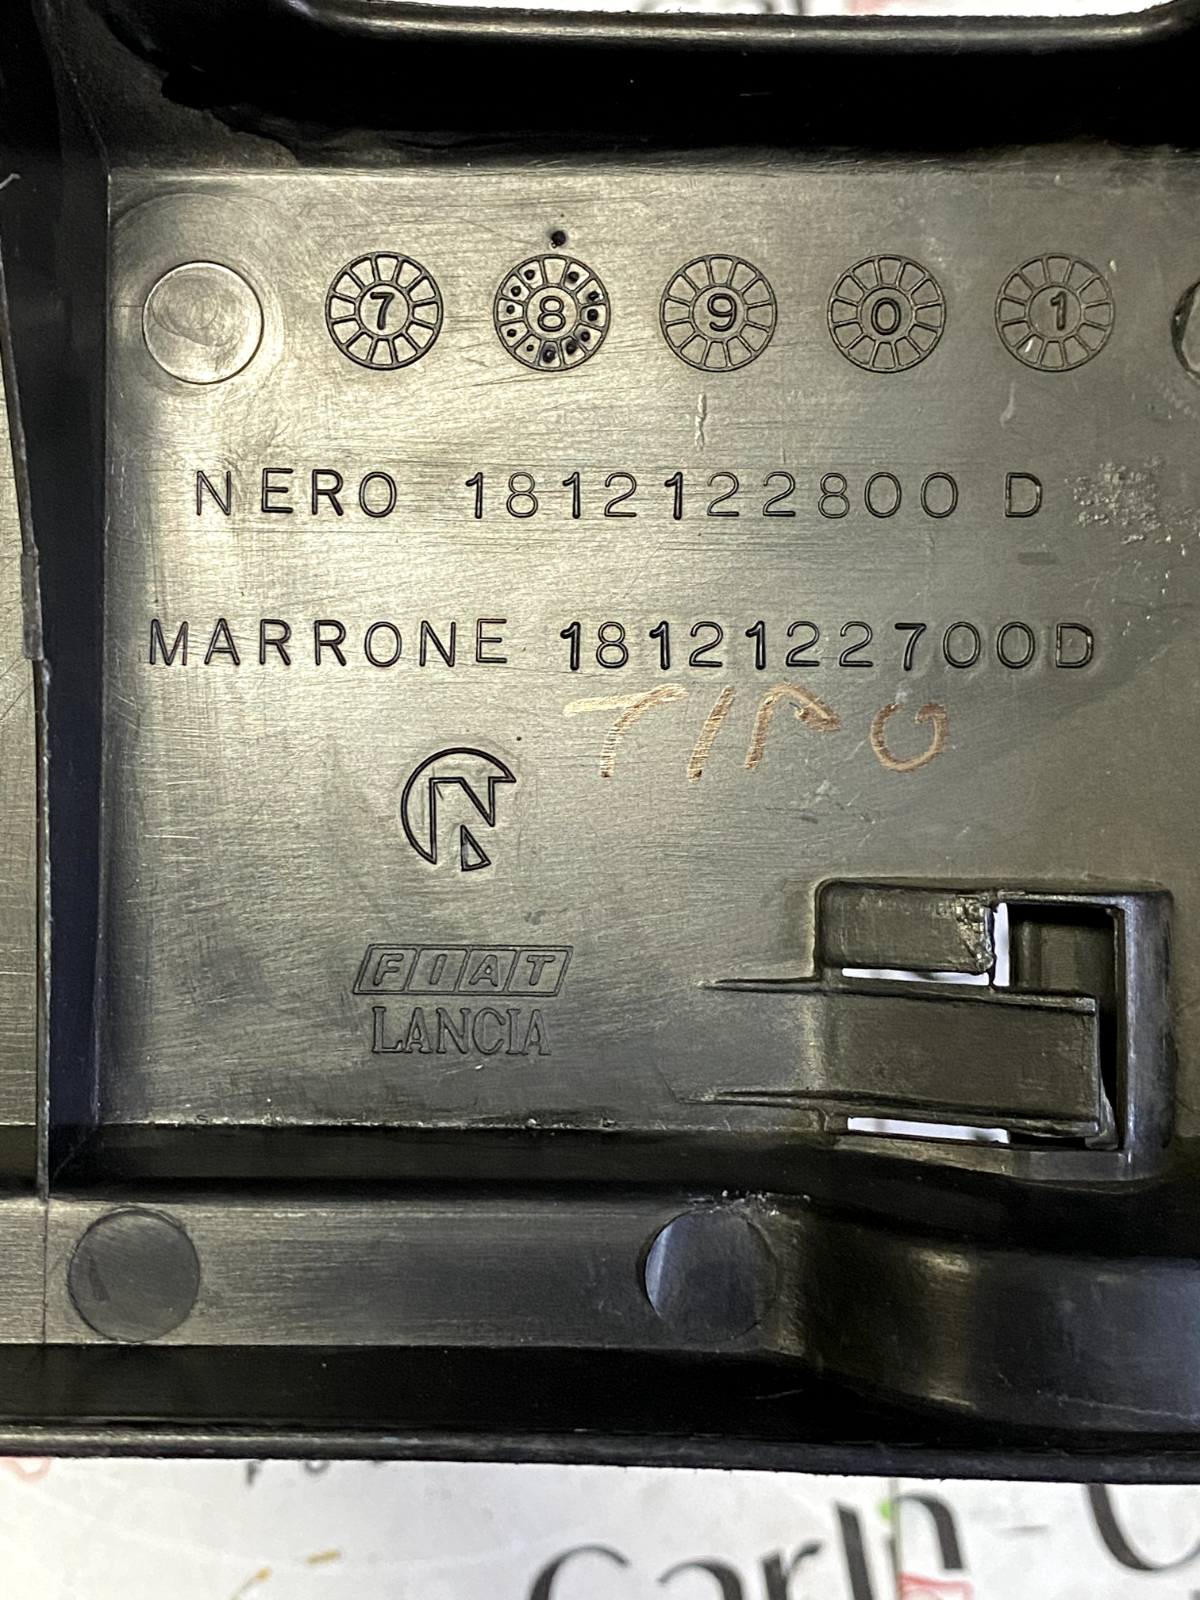 7 8 9 0 1
NERO 1812122800 D
MARRONE 1812122700D
TIPO
FIAT
LANCIA